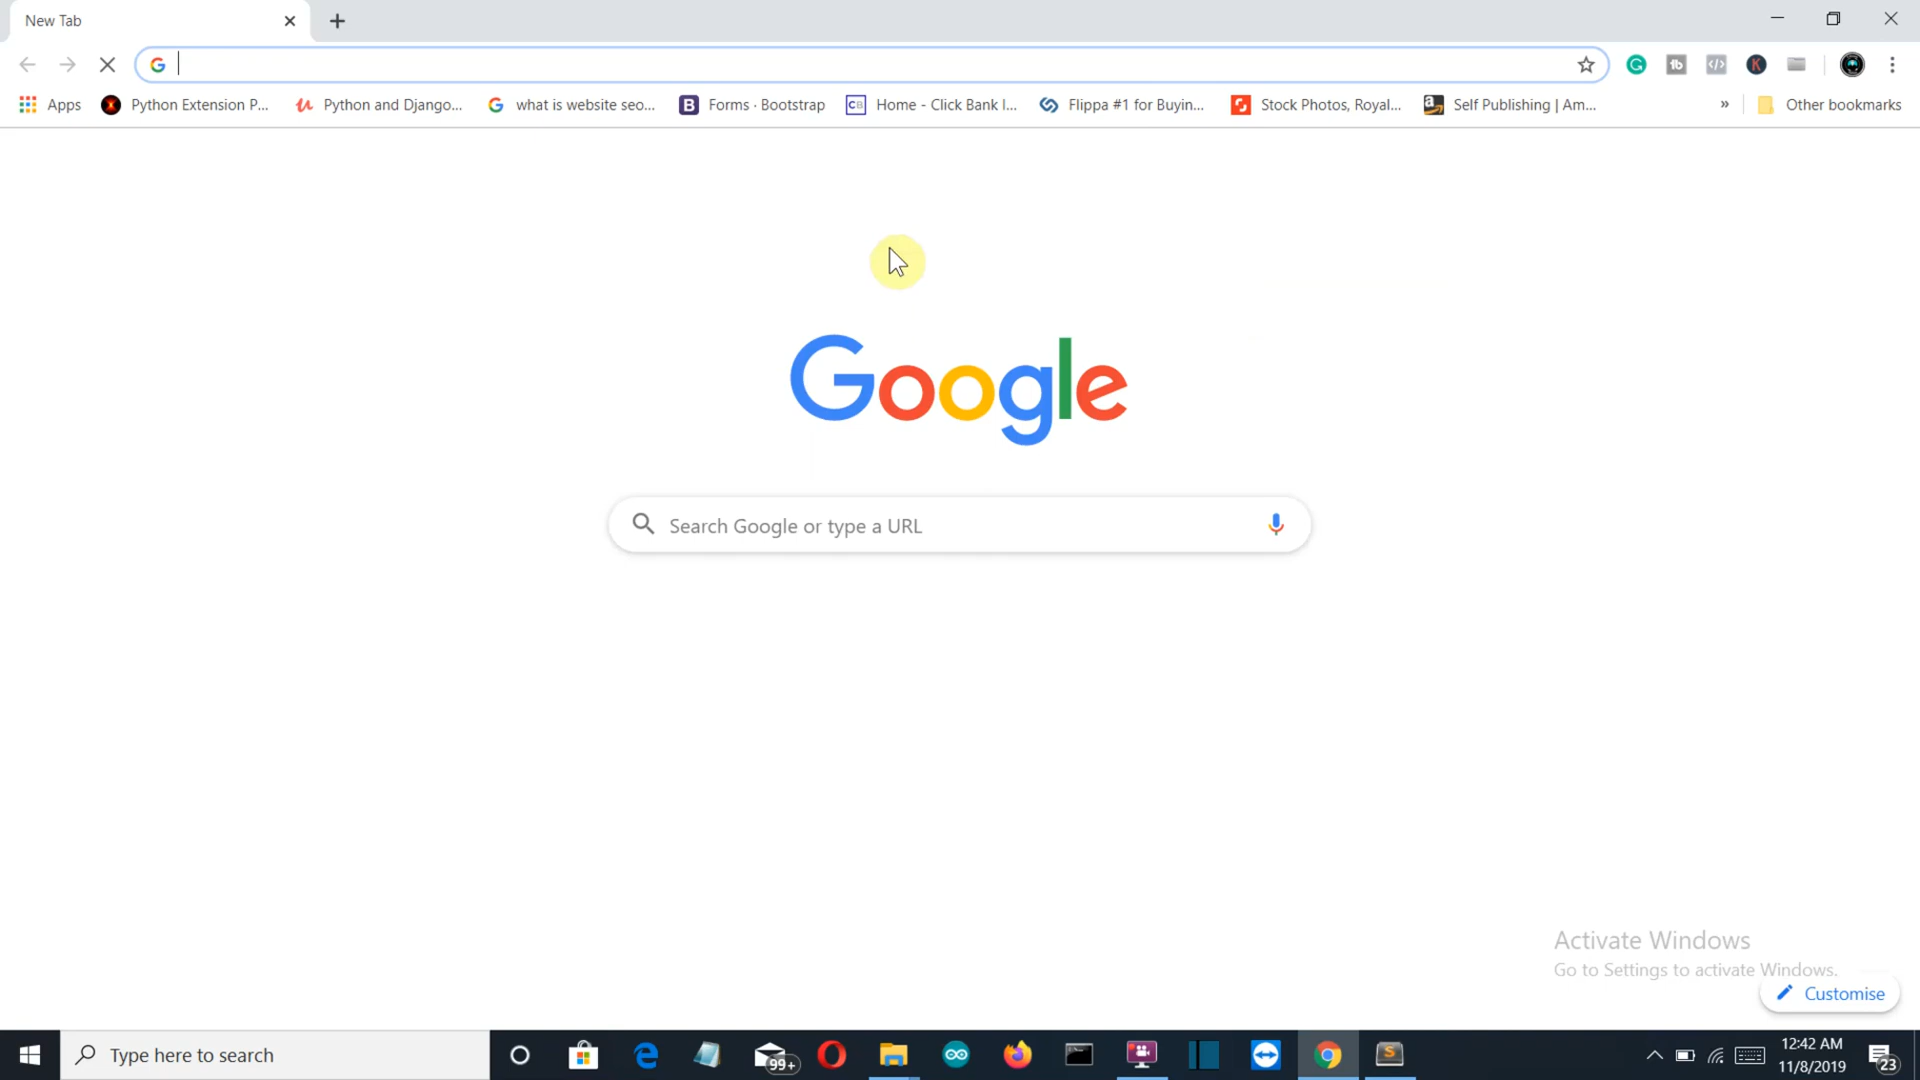 New Tab
Apps
Python Extension P...
Python and Django...
what is website seo...
Forms · Bootstrap
Home - Click Bank I...
Flippa #1 for Buyin...
Stock Photos, Royal...
Self Publishing | Am...
»
Other bookmarks
Google
Search Google or type a URL
Activate Windows
Go to Settings to activate Windows.
Customise
Type here to search
99+
12:42 AM
11/8/2019
23